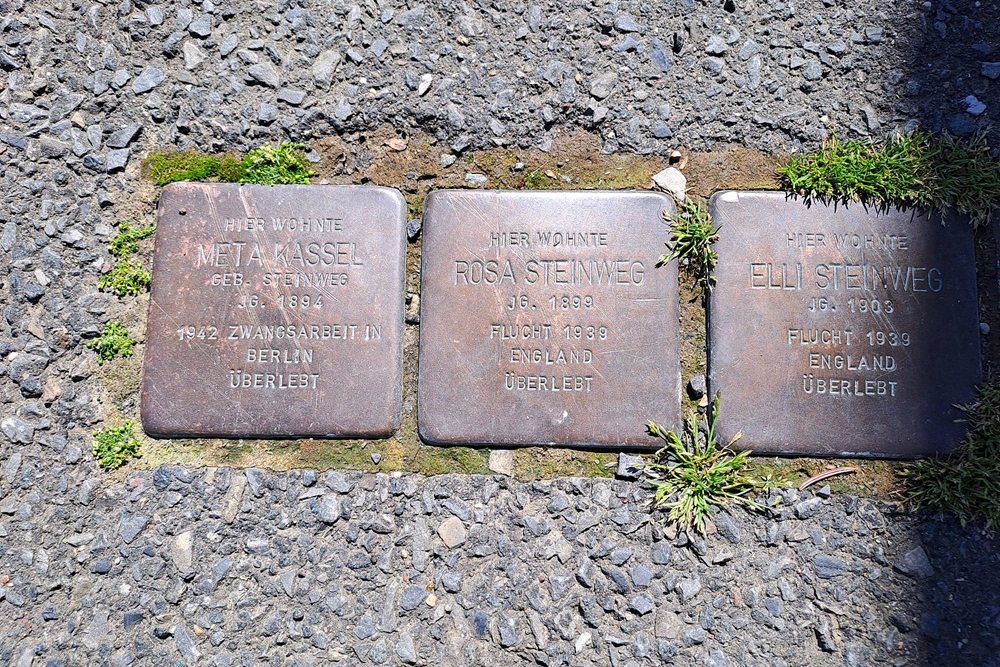 HIER WOHNTE
META KASSEL
GEB. STEINWEG
JG. 1894
1942 ZWANGSARBEIT IN
BERLIN
ÜBERLEBT
HIER WOHNTE
ROSA STEINWEG
JG. 1899
FLUCHT 1939
ENGLAND
ÜBERLEBT
HIER WOHNTE
ELLI STEINWEG
JG. 1903
FLUCHT 1939
ENGLAND
ÜBERLEBT